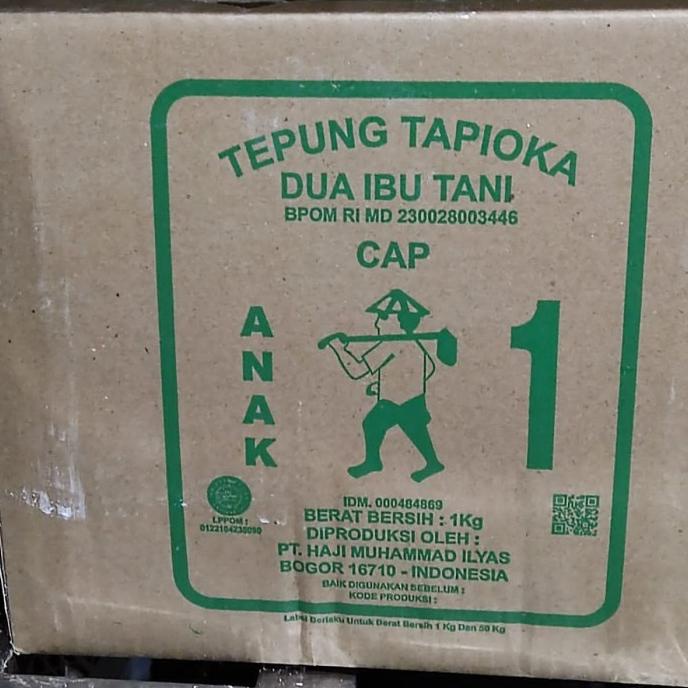 TEPUNG TAPIOKA
DUA IBU TANI
BPOM RI MD 230028003446
CAP
ANAK
1
IDM. 000484869
LPPOM :
BERAT BERSIH : 1Kg
DIPRODUKSI OLEH :
PT. HAJI MUHAMMAD ILYAS
BOGOR 16710 - INDONESIA
BAIK DIGUNAKAN SEBELUM :
KODE PRODUKSI :
Label Berlaku Untuk Berat Bersih 1 Kg Dan 50 Kg